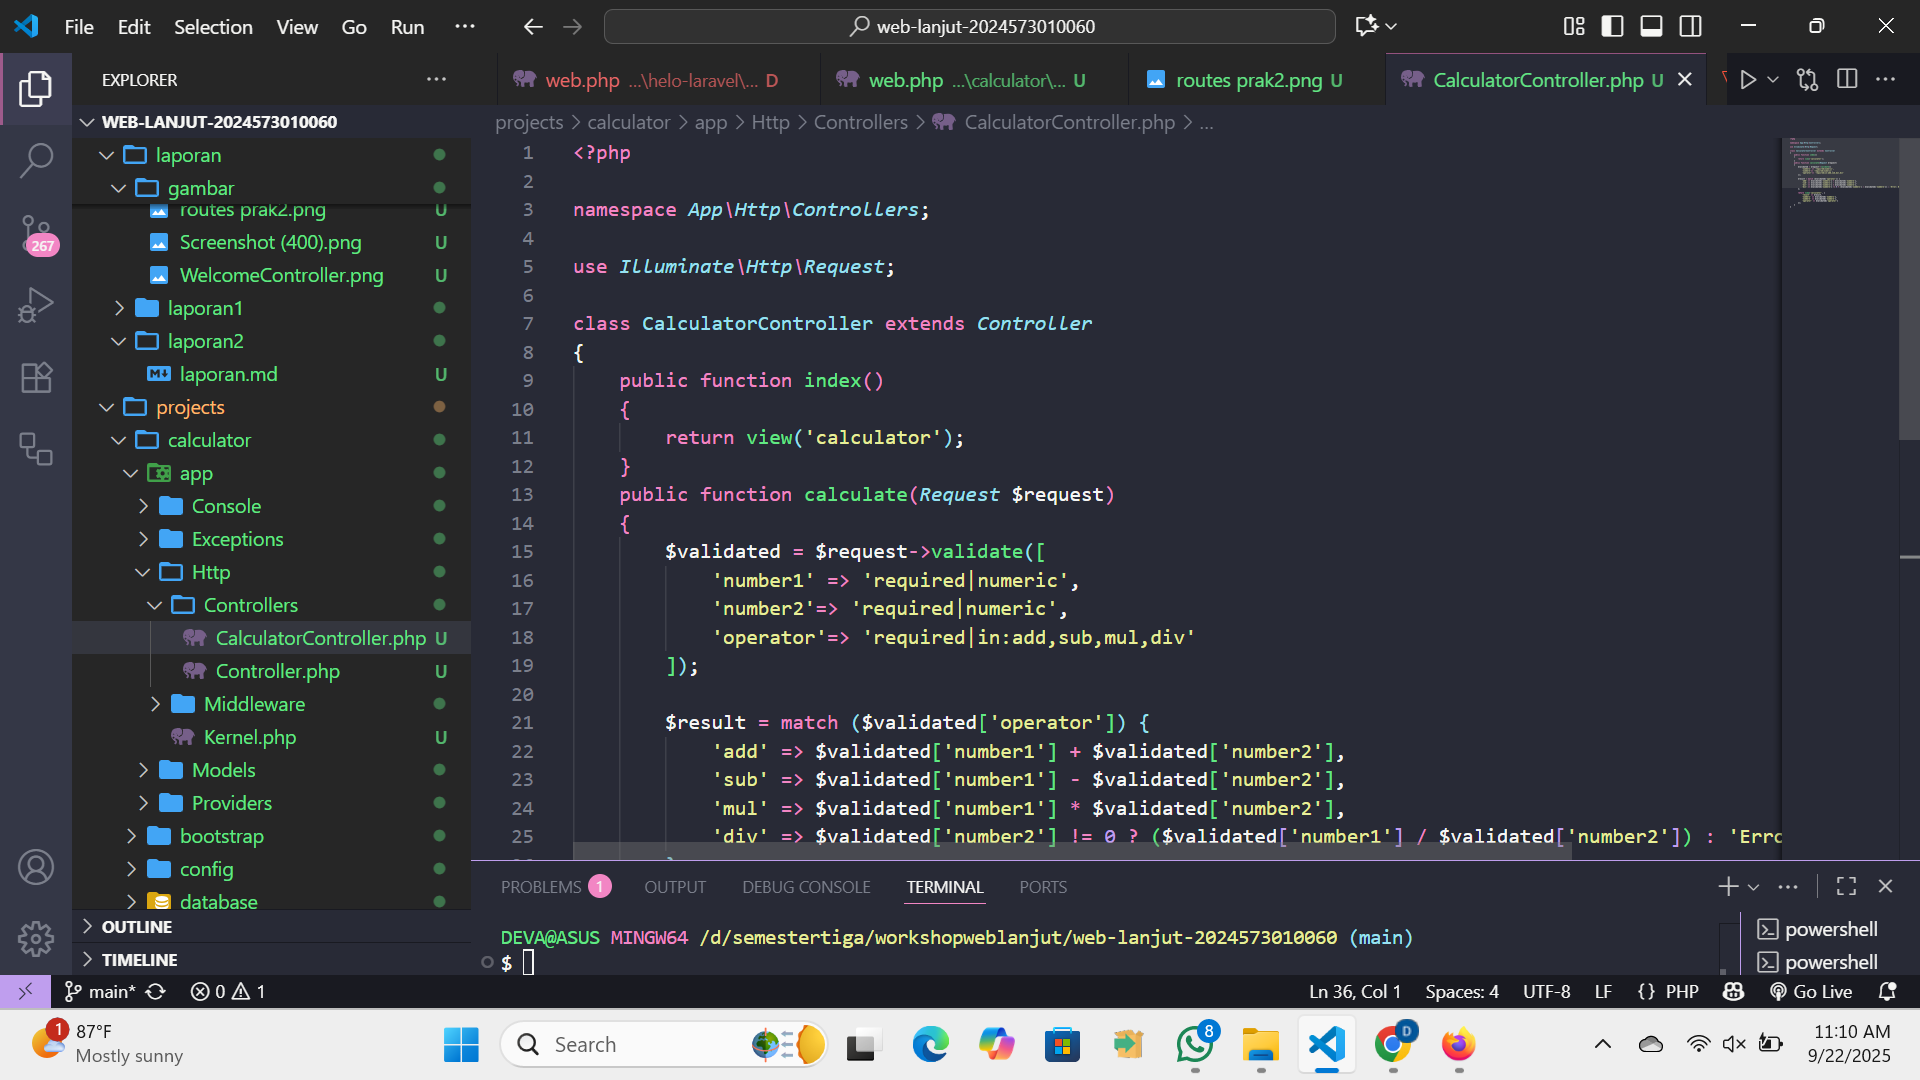 File Edit Selection View Go Run ···
web-lanjut-2024573010060
EXPLORER
web.php ...\helo-laravel\... D
web.php ...\calculator\... U
routes prak2.png U
CalculatorController.php U
projects > calculator > app > Http > Controllers > CalculatorController.php > ...
WEB-LANJUT-2024573010060
laporan
gambar
routes prak2.png U
Screenshot (400).png U
WelcomeController.png U
laporan1
laporan2
laporan.md U
projects
calculator
app
Console
Exceptions
Http
Controllers
CalculatorController.php U
Controller.php U
Middleware
Kernel.php U
Models
Providers
bootstrap
config
database
OUTLINE
TIMELINE
267
1 <?php
2
3 namespace App\Http\Controllers;
4
5 use Illuminate\Http\Request;
6
7 class CalculatorController extends Controller
8 {
9 public function index()
10 {
11 return view('calculator');
12 }
13 public function calculate(Request $request)
14 {
15 $validated = $request->validate([
16 'number1' => 'required|numeric',
17 'number2'=> 'required|numeric',
18 'operator'=> 'required|in:add,sub,mul,div'
19 ]);
20
21 $result = match ($validated['operator']) {
22 'add' => $validated['number1'] + $validated['number2'],
23 'sub' => $validated['number1'] - $validated['number2'],
24 'mul' => $validated['number1'] * $validated['number2'],
25 'div' => $validated['number2'] != 0 ? ($validated['number1'] / $validated['number2']) : 'Erro
PROBLEMS 1 OUTPUT DEBUG CONSOLE TERMINAL PORTS
DEVA@ASUS MINGW64 /d/semestertiga/workshopweblanjut/web-lanjut-2024573010060 (main)
$
powershell
powershell
main* 0 1
Ln 36, Col 1 Spaces: 4 UTF-8 LF {} PHP Go Live
1
87°F
Mostly sunny
Search
8
D
11:10 AM
9/22/2025